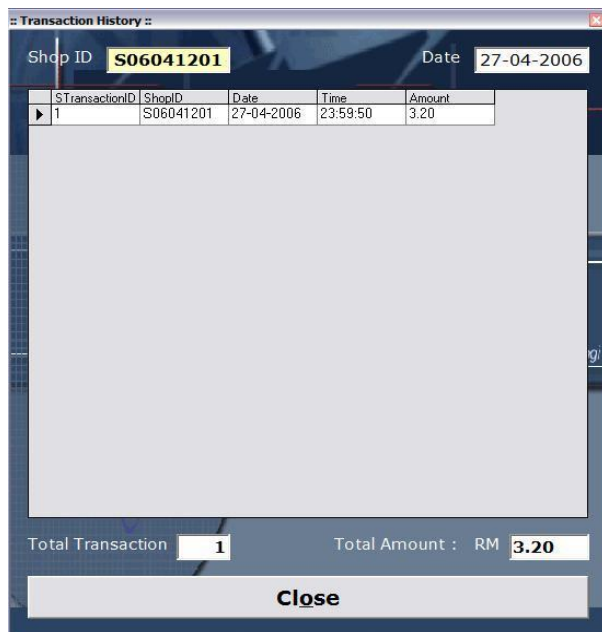 :: Transaction History ::
Shop ID S06041201 Date 27-04-2006
STransactionID ShopID Date Time Amount
1 S06041201 27-04-2006 23:59:50 3.20
Total Transaction 1 Total Amount : RM 3.20
Close